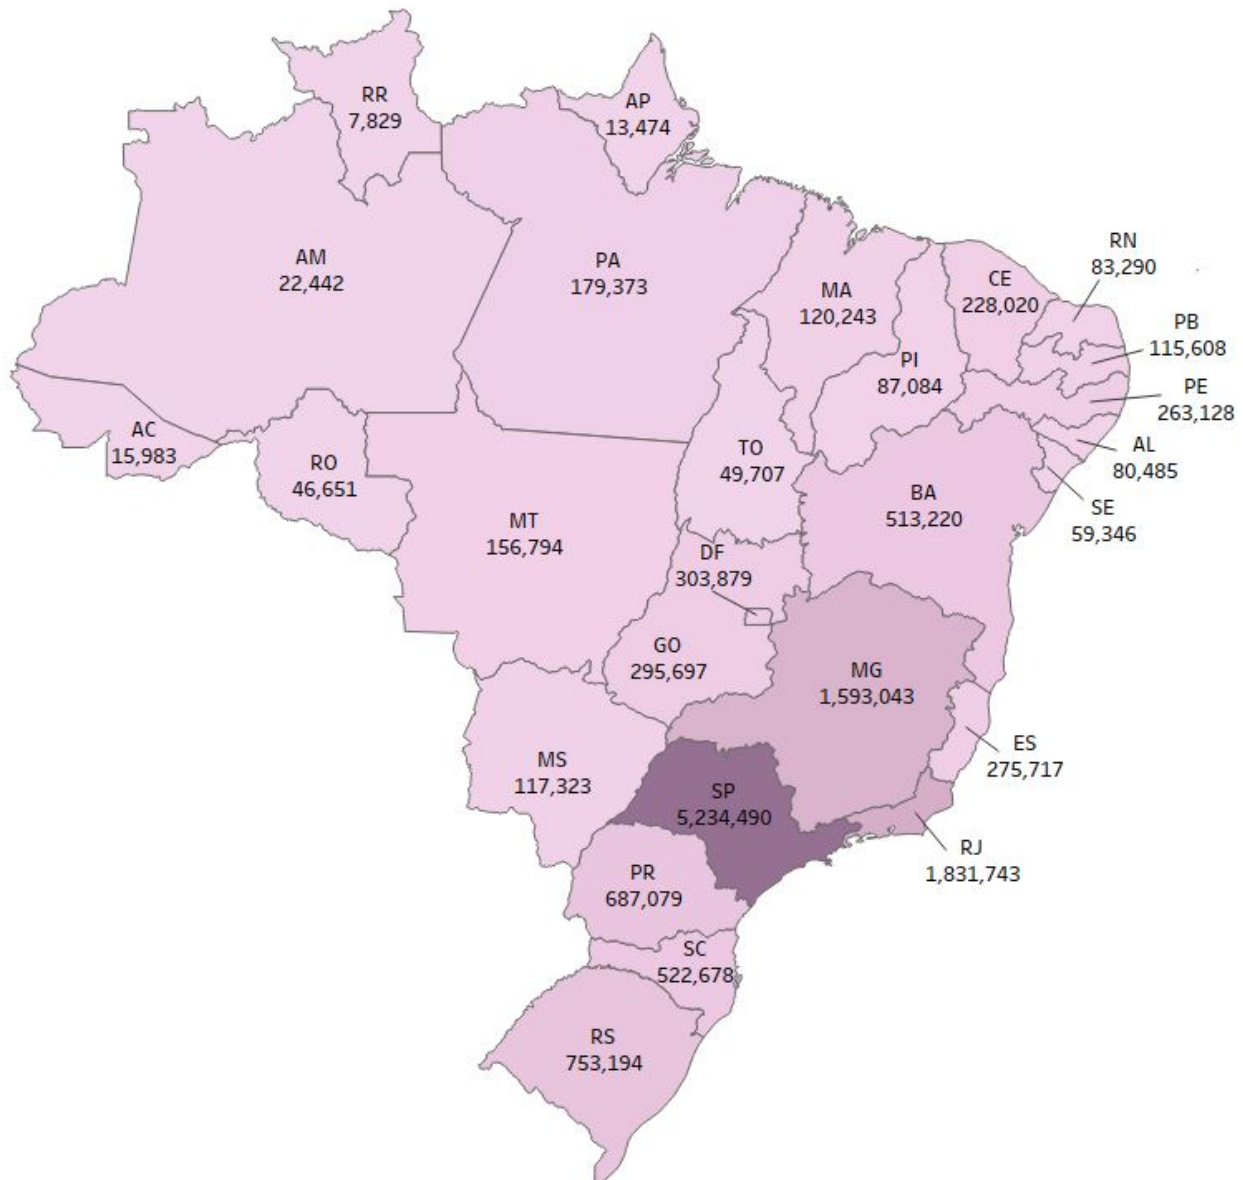 RR
7,829
AP
13,474
AM
22,442
PA
179,373
MA
120,243
CE
228,020
RN
83,290
PB
115,608
PI
87,084
PE
263,128
AC
15,983
RO
46,651
TO
49,707
AL
80,485
BA
513,220
SE
59,346
MT
156,794
DF
303,879
GO
295,697
MG
1,593,043
ES
275,717
MS
117,323
SP
5,234,490
RJ
1,831,743
PR
687,079
SC
522,678
RS
753,194